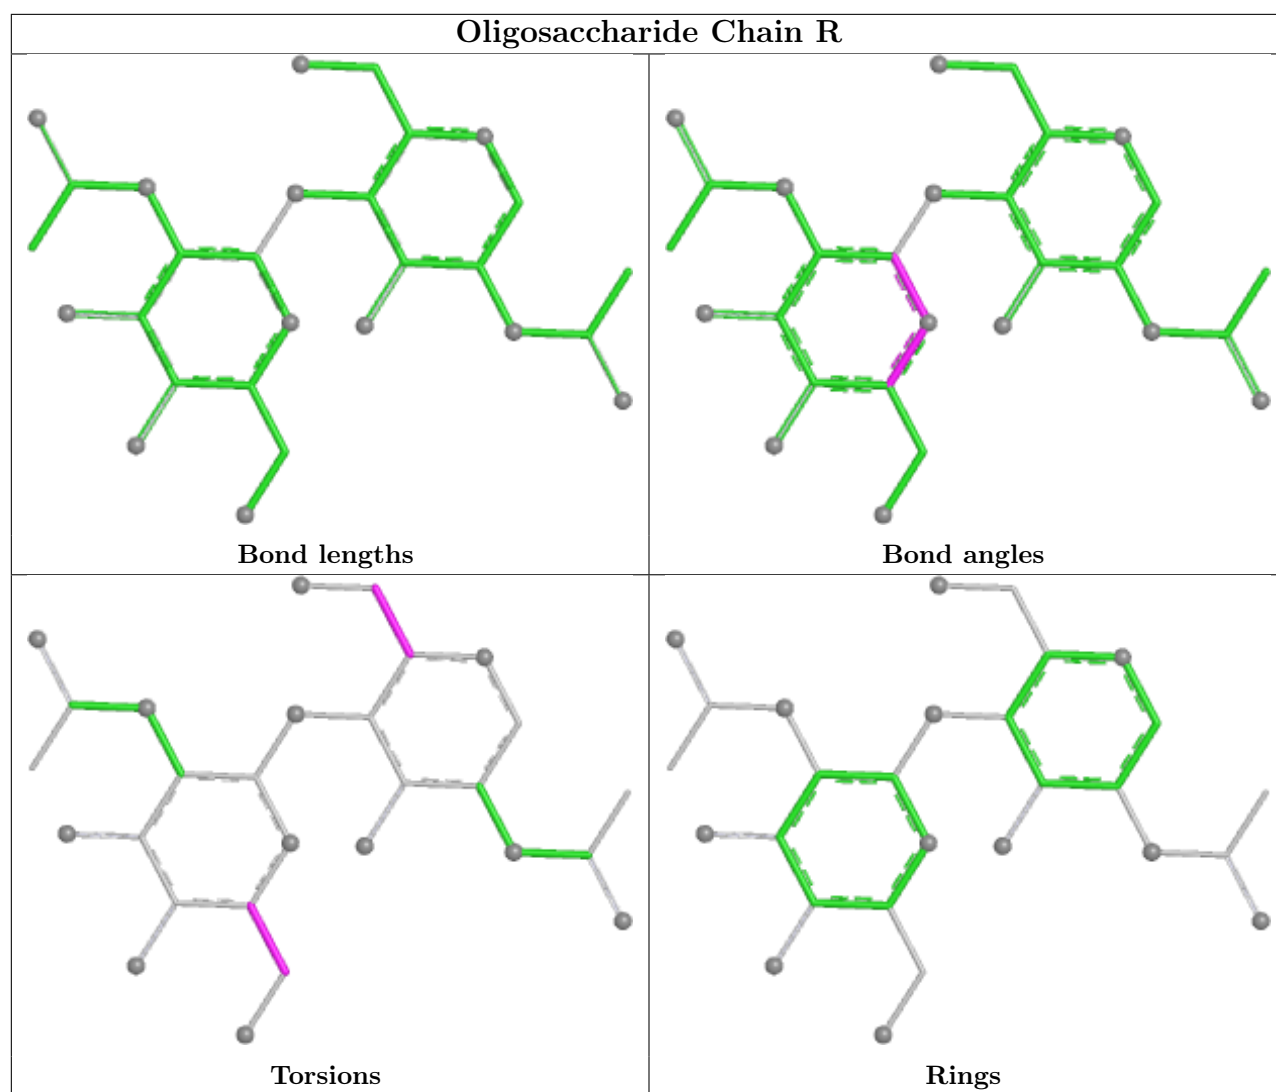 Oligosaccharide Chain R
Bond lengths
Bond angles
Torsions
Rings